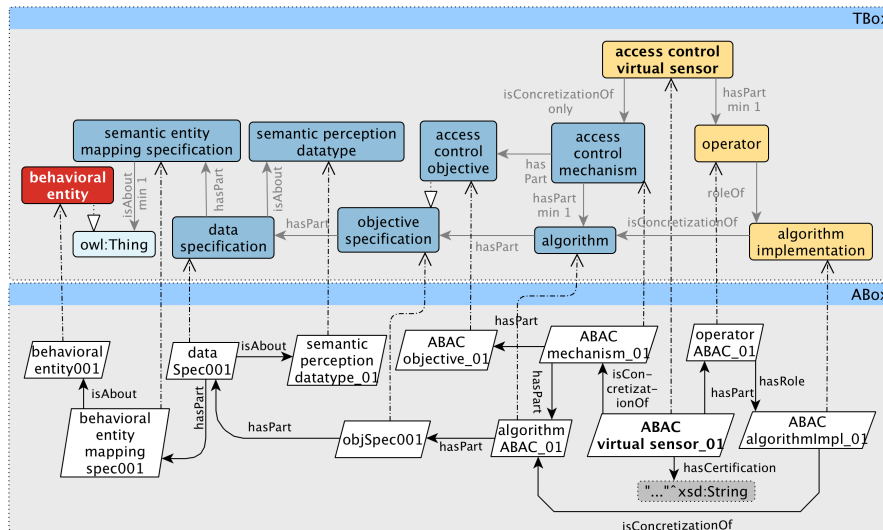 TBox
access control
virtual sensor
isConcretizationOf
only
hasPart
min 1
semantic entity
mapping specification
semantic perception
datatype
access
control
objective
has
Part
access
control
mechanism
operator
behavioral
entity
isAbout
min 1
hasPart
isAbout
hasPart
min 1
roleOf
owl:Thing
data
specification
hasPart
objective
specification
hasPart
algorithm
isConcretizationOf
algorithm
implementation
ABox
behavioral
entity001
data
Spec001
isAbout
semantic
perception
datatype_01
ABAC
objective_01
hasPart
ABAC
mechanism_01
operator
ABAC_01
isAbout
hasPart
hasPart
isCon-
cretizat-
ionOf
hasPart
hasRole
behavioral
entity
mapping
spec001
hasPart
objSpec001
hasPart
algorithm
ABAC_01
ABAC
virtual sensor_01
ABAC
algorithmImpl_01
hasCertification
"..."^xsd:String
isConcretizationOf